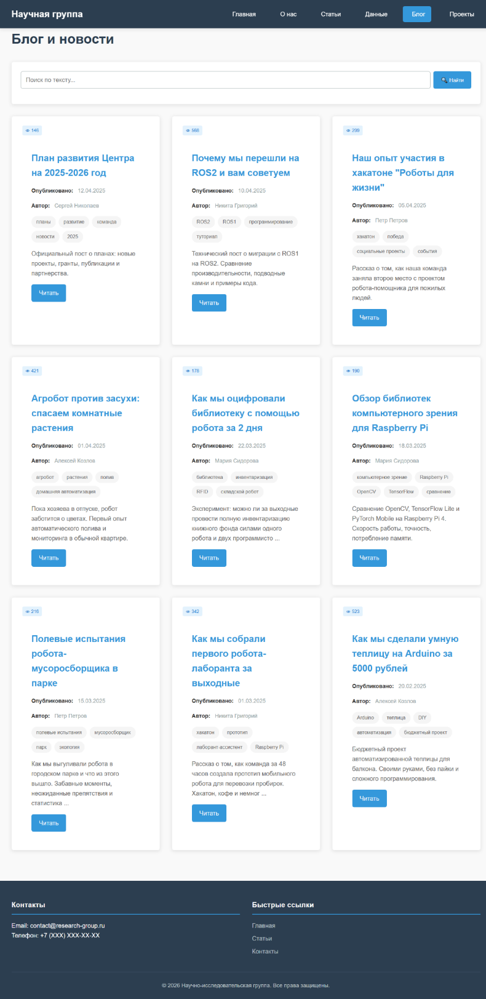 Научная группа
Главная
О нас
Статьи
Данные
Блог
Проекты
Блог и новости
Поиск по тексту...
Найти
146
План развития Центра
на 2025-2026 год
Опубликовано: 12.04.2025
Автор: Сергей Николаев
планы развитие команда
новости 2025
Официальный пост о планах: новые
проекты, гранты, публикации и
партнерства.
Читать
568
Почему мы перешли на
ROS2 и вам советуем
Опубликовано: 10.04.2025
Автор: Никита Григорий
ROS2 ROS1 программирование
туториал
Технический пост о миграции с ROS1
на ROS2. Сравнение
производительности, подводные
камни и примеры кода.
Читать
299
Наш опыт участия в
хакатоне "Роботы для
жизни"
Опубликовано: 05.04.2025
Автор: Петр Петров
хакатон победа
социальные проекты события
Рассказ о том, как наша команда
заняла второе место с проектом
робота-помощника для пожилых
людей.
Читать
421
Агробот против засухи:
спасаем комнатные
растения
Опубликовано: 01.04.2025
Автор: Алексей Козлов
агробот растения полив
домашняя автоматизация
Пока хозяева в отпуске, робот
заботится о цветах. Первый опыт
автоматического полива и
мониторинга в обычной квартире.
Читать
178
Как мы оцифровали
библиотеку с помощью
робота за 2 дня
Опубликовано: 22.03.2025
Автор: Мария Сидорова
библиотека инвентаризация
RFID складской робот
Эксперимент: можно ли за выходные
провести полную инвентаризацию
книжного фонда силами одного
робота и двух программисто ...
Читать
190
Обзор библиотек
компьютерного зрения
для Raspberry Pi
Опубликовано: 18.03.2025
Автор: Мария Сидорова
компьютерное зрение Raspberry Pi
OpenCV TensorFlow сравнение
Сравнение OpenCV, TensorFlow Lite и
PyTorch Mobile на Raspberry Pi 4.
Скорость работы, точность,
потребление памяти.
Читать
216
Полевые испытания
робота-
мусоросборщика в
парке
Опубликовано: 15.03.2025
Автор: Петр Петров
полевые испытания мусоросборщик
парк экология
Как мы выгуливали робота в
городском парке и что из этого
вышло. Забавные моменты,
неожиданные препятствия и
статистика ...
Читать
342
Как мы собрали
первого робота-
лаборанта за
выходные
Опубликовано: 01.03.2025
Автор: Никита Григорий
хакатон прототип
лаборант-ассистент Raspberry Pi
Рассказ о том, как команда за 48
часов создала прототип мобильного
робота для перевозки пробирок.
Хакатон, кофе и немног ...
Читать
523
Как мы сделали умную
теплицу на Arduino за
5000 рублей
Опубликовано: 20.02.2025
Автор: Алексей Козлов
Arduino теплица DIY
автоматизация бюджетный проект
Бюджетный проект
автоматизированной теплицы для
балкона. Своими руками, без пайки и
сложного программирования.
Читать
Контакты
Email: contact@research-group.ru
Телефон: +7 (XXX) XXX-XX-XX
Быстрые ссылки
Главная
Статьи
Контакты
© 2026 Научно-исследовательская группа. Все права защищены.